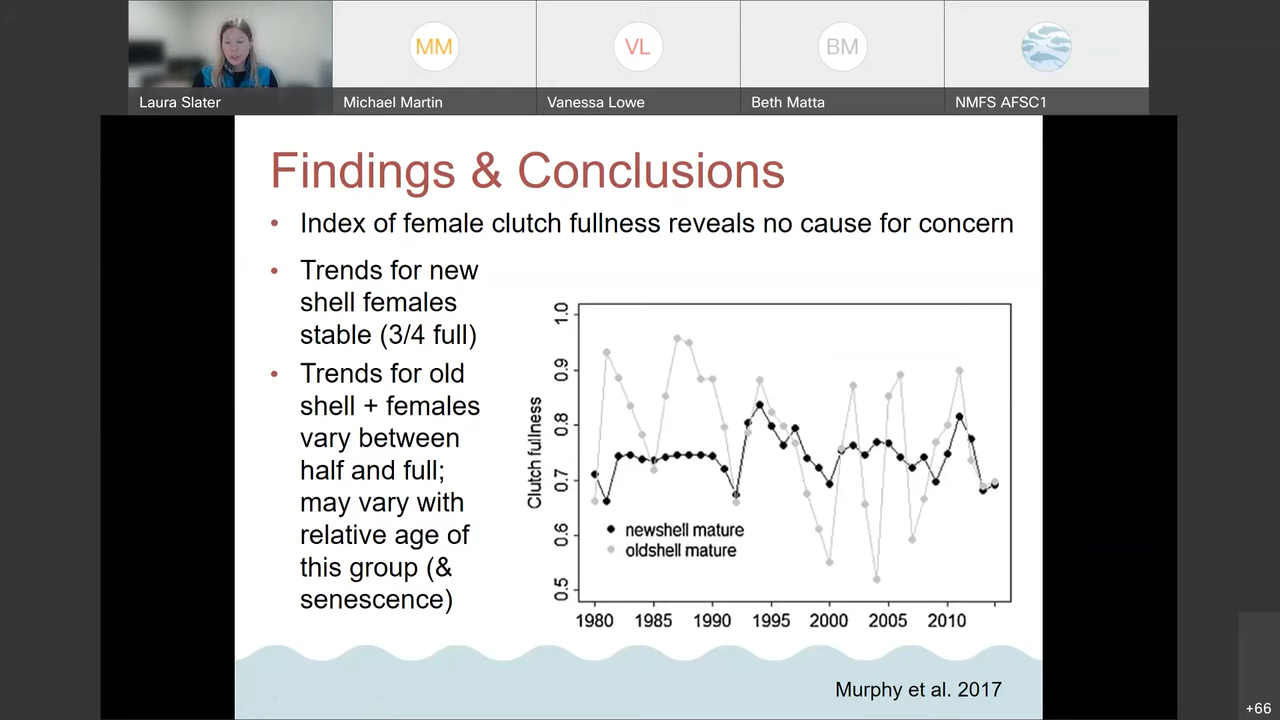 MM
VL
BM
Laura Slater
Michael Martin
Vanessa Lowe
Beth Matta
NMFS AFSC1
Findings & Conclusions
• Index of female clutch fullness reveals no cause for concern
• Trends for new
shell females
stable (3/4 full)
• Trends for old
shell + females
vary between
half and full;
may vary with
relative age of
this group (&
senescence)
Clutch fullness
1.0
0.9
0.8
0.7
0.6
0.5
newshell mature
oldshell mature
1980 1985 1990 1995 2000 2005 2010
Murphy et al. 2017
+66